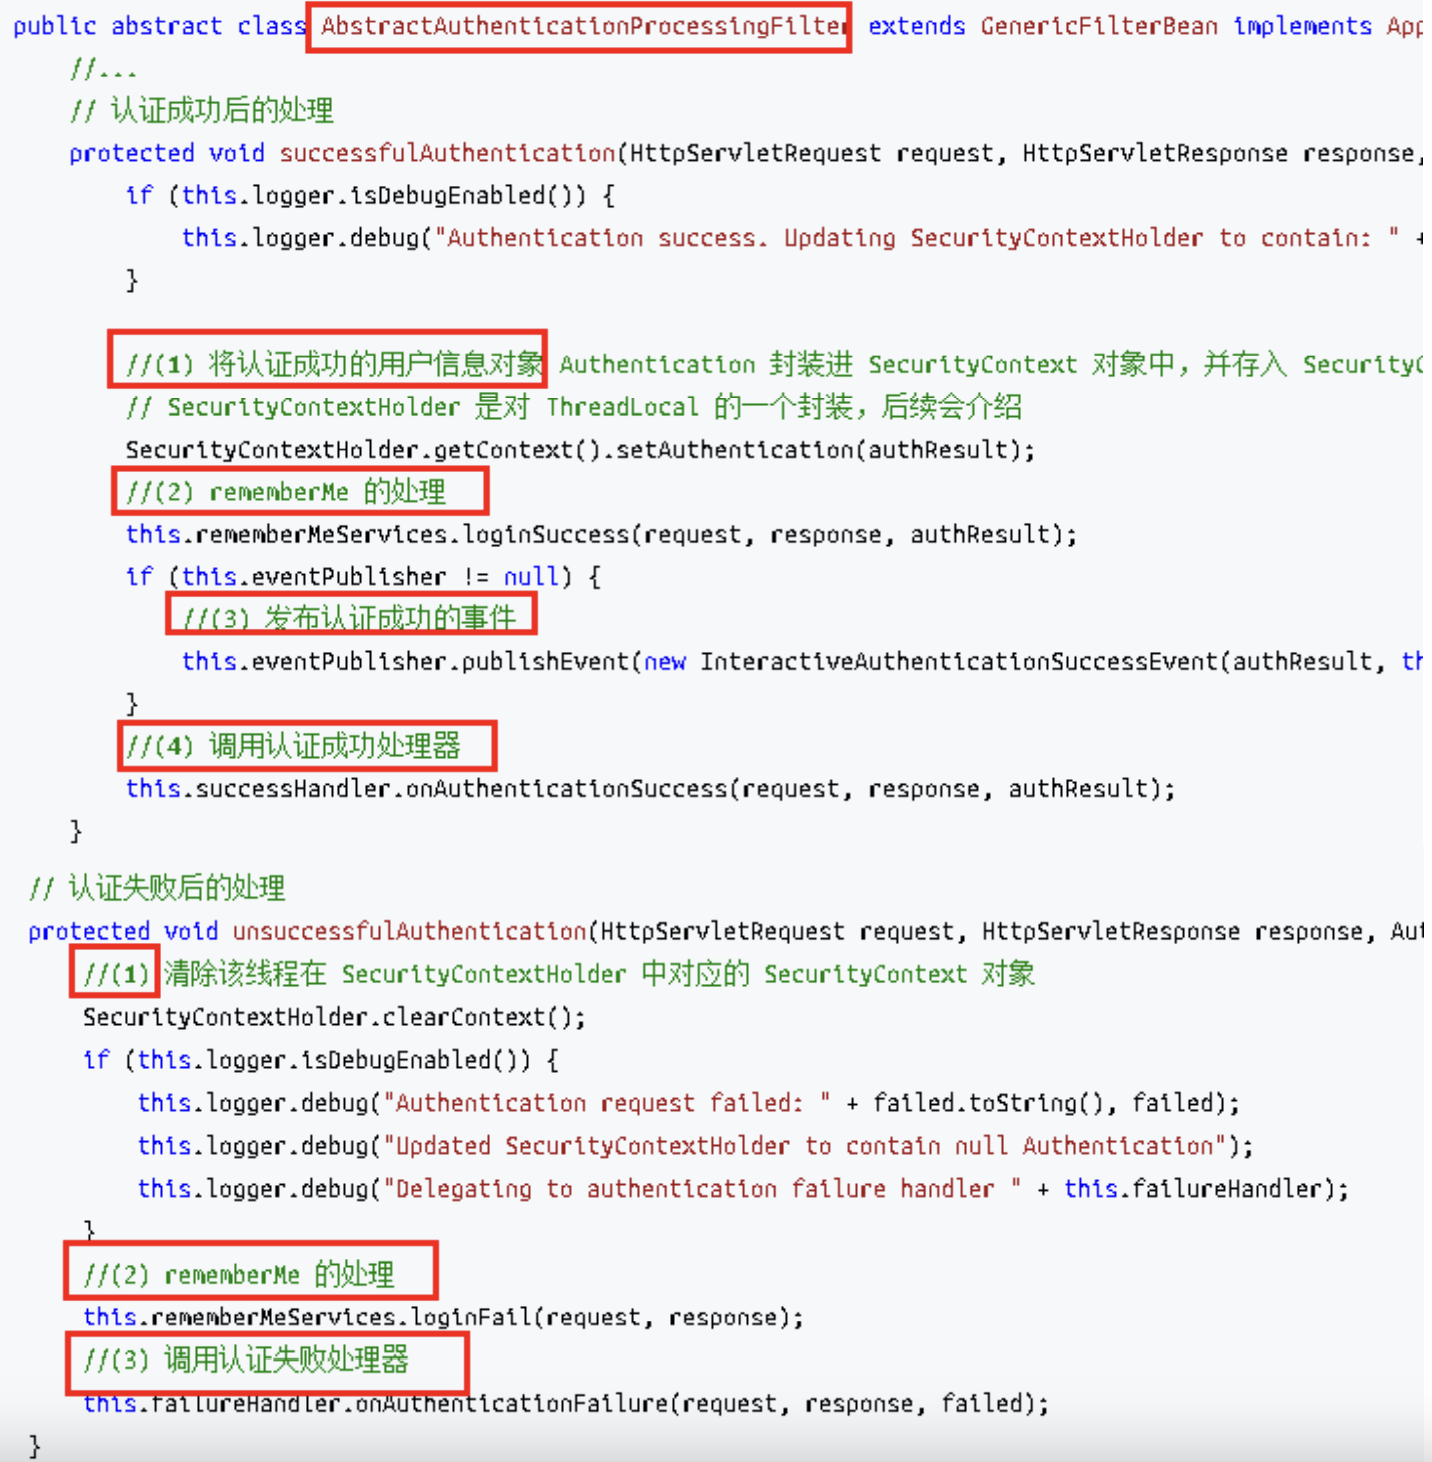 public abstract class AbstractAuthenticationProcessingFilter extends GenericFilterBean implements App
//...
// 认证成功后的处理
protected void successfulAuthentication(HttpServletRequest request, HttpServletResponse response,
if (this.logger.isDebugEnabled()) {
this.logger.debug("Authentication success. Updating SecurityContextHolder to contain: " +
}
//(1) 将认证成功的用户信息对象 Authentication 封装进 SecurityContext 对象中，并存入 SecurityC
// SecurityContextHolder 是对 ThreadLocal 的一个封装，后续会介绍
SecurityContextHolder.getContext().setAuthentication(authResult);
//(2) rememberMe 的处理
this.rememberMeServices.loginSuccess(request, response, authResult);
if (this.eventPublisher != null) {
//(3) 发布认证成功的事件
this.eventPublisher.publishEvent(new InteractiveAuthenticationSuccessEvent(authResult, th
}
//(4) 调用认证成功处理器
this.successHandler.onAuthenticationSuccess(request, response, authResult);
}
// 认证失败后的处理
protected void unsuccessfulAuthentication(HttpServletRequest request, HttpServletResponse response, Aut
//(1) 清除该线程在 SecurityContextHolder 中对应的 SecurityContext 对象
SecurityContextHolder.clearContext();
if (this.logger.isDebugEnabled()) {
this.logger.debug("Authentication request failed: " + failed.toString(), failed);
this.logger.debug("Updated SecurityContextHolder to contain null Authentication");
this.logger.debug("Delegating to authentication failure handler " + this.failureHandler);
}
//(2) rememberMe 的处理
this.rememberMeServices.loginFail(request, response);
//(3) 调用认证失败处理器
this.failureHandler.onAuthenticationFailure(request, response, failed);
}